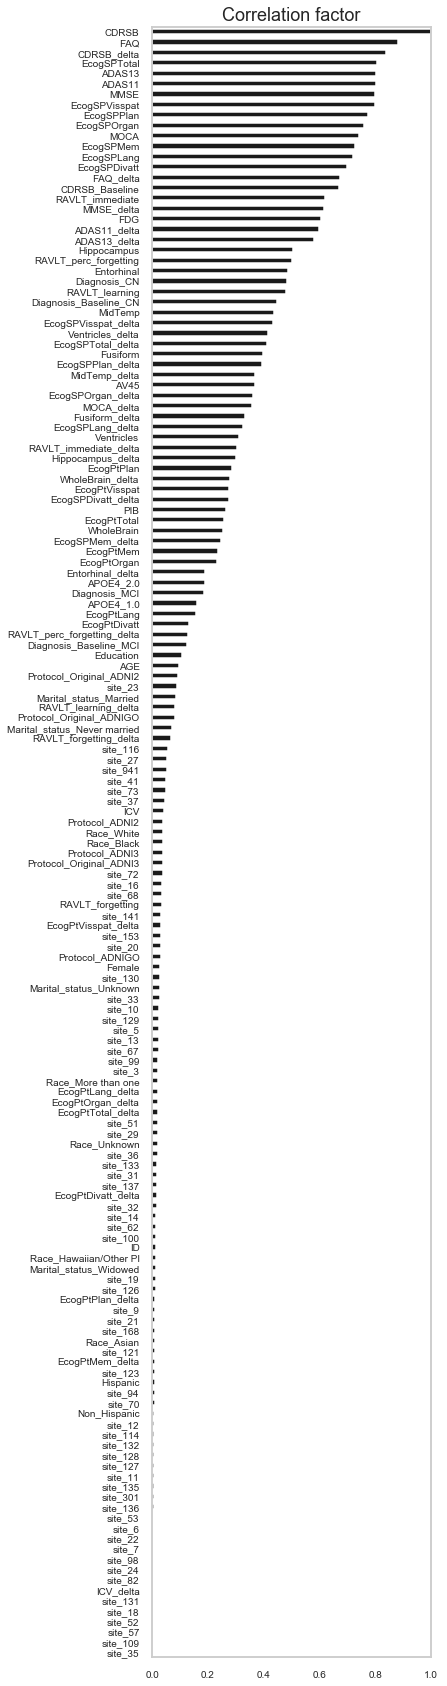 Correlation factor
CDRSB
FAQ
CDRSB_delta
EcogSPTotal
ADAS13
ADAS11
MMSE
EcogSPVisspat
EcogSPPlan
EcogSPOrgan
MOCA
EcogSPMem
EcogSPLang
EcogSPDivatt
FAQ_delta
CDRSB_Baseline
RAVLT_immediate
MMSE_delta
FDG
ADAS11_delta
ADAS13_delta
Hippocampus
RAVLT_perc_forgetting
Entorhinal
Diagnosis_CN
RAVLT_learning
Diagnosis_Baseline_CN
MidTemp
EcogSPVisspat_delta
Ventricles_delta
EcogSPTotal_delta
Fusiform
EcogSPPlan_delta
MidTemp_delta
AV45
EcogSPOrgan_delta
MOCA_delta
Fusiform_delta
EcogSPLang_delta
Ventricles
RAVLT_immediate_delta
Hippocampus_delta
EcogPtPlan
WholeBrain_delta
EcogPtVisspat
EcogSPDivatt_delta
PIB
EcogPtTotal
WholeBrain
EcogSPMem_delta
EcogPtMem
EcogPtOrgan
Entorhinal_delta
APOE4_2.0
Diagnosis_MCI
APOE4_1.0
EcogPtLang
EcogPtDivatt
RAVLT_perc_forgetting_delta
Diagnosis_Baseline_MCI
Education
AGE
Protocol_Original_ADNI2
site_23
Marital_status_Married
RAVLT_learning_delta
Protocol_Original_ADNIGO
Marital_status_Never married
RAVLT_forgetting_delta
site_116
site_27
site_941
site_41
site_73
site_37
ICV
Protocol_ADNI2
Race_White
Race_Black
Protocol_ADNI3
Protocol_Original_ADNI3
site_72
site_16
site_68
RAVLT_forgetting
site_141
EcogPtVisspat_delta
site_153
site_20
Protocol_ADNIGO
Female
site_130
Marital_status_Unknown
site_33
site_10
site_129
site_5
site_13
site_67
site_99
site_3
Race_More than one
EcogPtLang_delta
EcogPtOrgan_delta
EcogPtTotal_delta
site_51
site_29
Race_Unknown
site_36
site_133
site_31
site_137
EcogPtDivatt_delta
site_32
site_14
site_62
site_100
ID
Race_Hawaiian/Other PI
Marital_status_Widowed
site_19
site_126
EcogPtPlan_delta
site_9
site_21
site_168
Race_Asian
site_121
EcogPtMem_delta
site_123
Hispanic
site_94
site_70
Non_Hispanic
site_12
site_114
site_132
site_128
site_127
site_11
site_135
site_301
site_136
site_53
site_6
site_22
site_7
site_98
site_24
site_82
ICV_delta
site_131
site_18
site_52
site_57
site_109
site_35
0.0 0.2 0.4 0.6 0.8 1.0